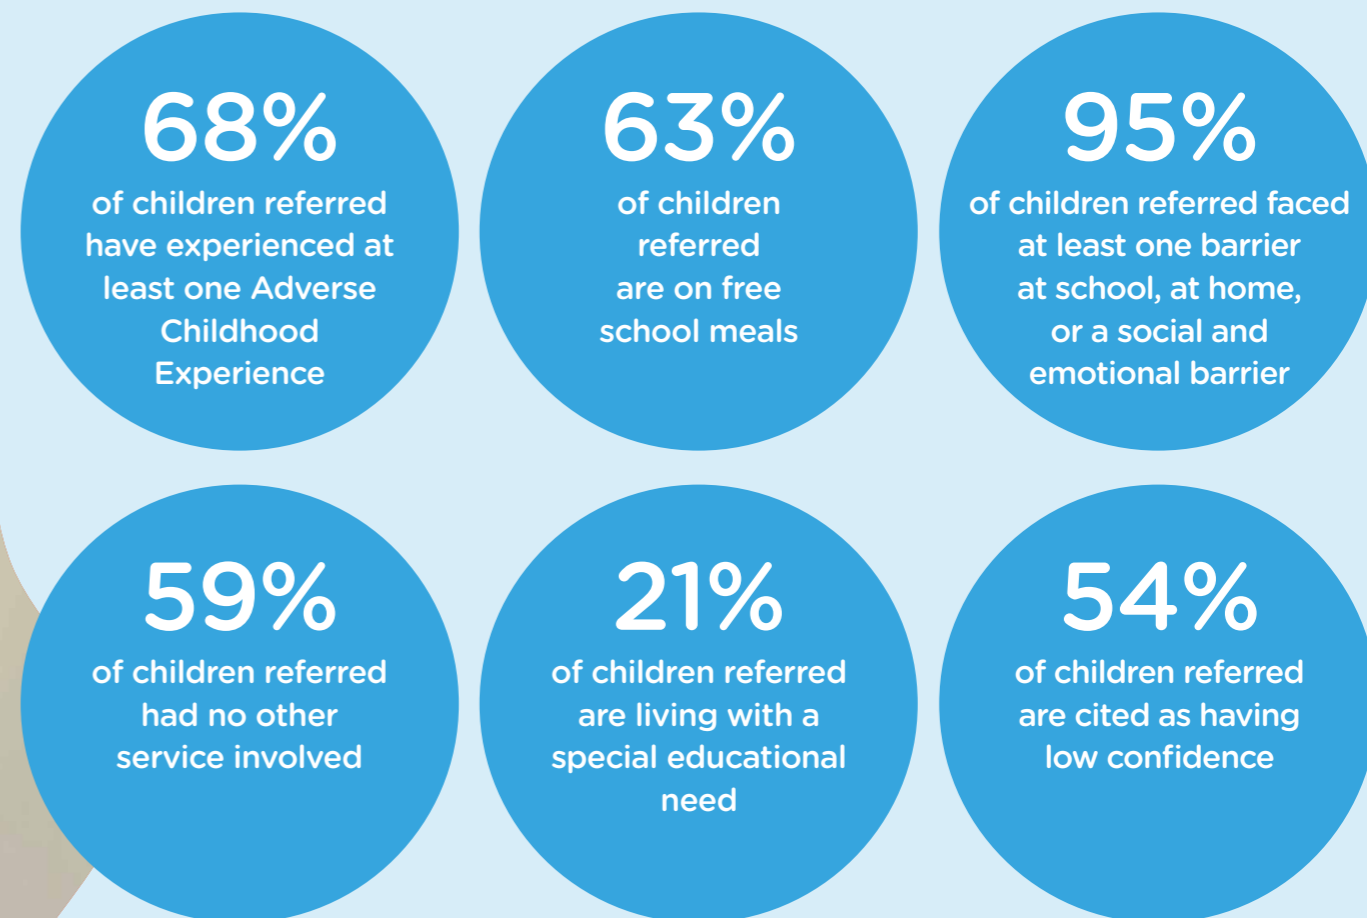 68%
of children referred
have experienced at
least one Adverse
Childhood
Experience
63%
of children
referred
are on free
school meals
95%
of children referred faced
at least one barrier
at school, at home,
or a social and
emotional barrier
59%
of children referred
had no other
service involved
21%
of children referred
are living with a
special educational
need
54%
of children referred
are cited as having
low confidence